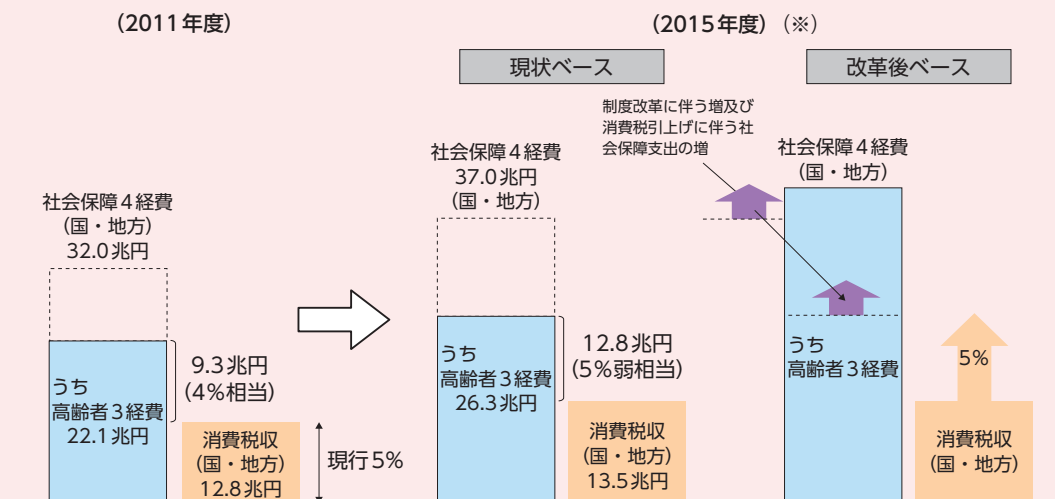 (2011年度)
(2015年度)(※)
現状ベース
改革後ベース
制度改革に伴う増及び
消費税引上げに伴う社
会保障支出の増
社会保障4経費
(国・地方)
32.0兆円
社会保障4経費
37.0兆円
(国・地方)
社会保障4経費
(国・地方)
うち
高齢者3経費
22.1兆円
9.3兆円
(4%相当)
消費税収
(国・地方)
12.8兆円
現行5%
うち
高齢者3経費
26.3兆円
12.8兆円
(5%弱相当)
消費税収
(国・地方)
13.5兆円
うち
高齢者3経費
5%
消費税収
(国・地方)